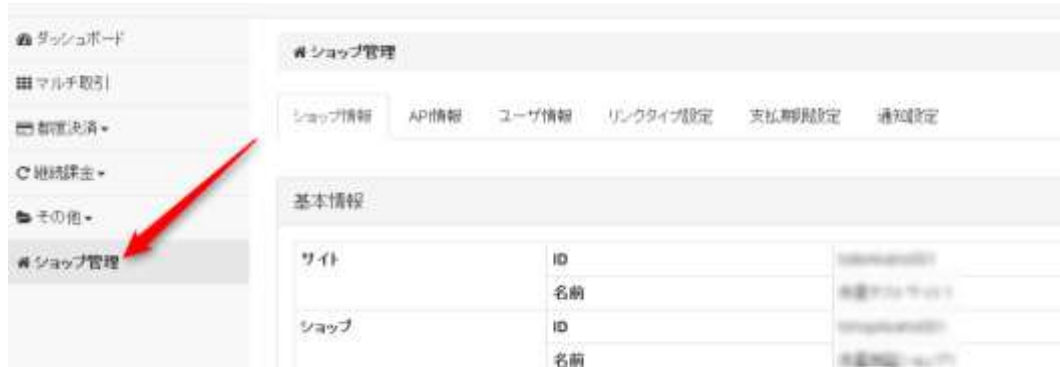 ダッシュボード
マルチ取引
都度決済
継続課金
その他
ショップ管理
ショップ管理
ショップ情報 API情報 ユーザ情報 リンクタイプ設定 支払期限設定 通知設定
基本情報
サイト ID
名前
ショップ ID
名前